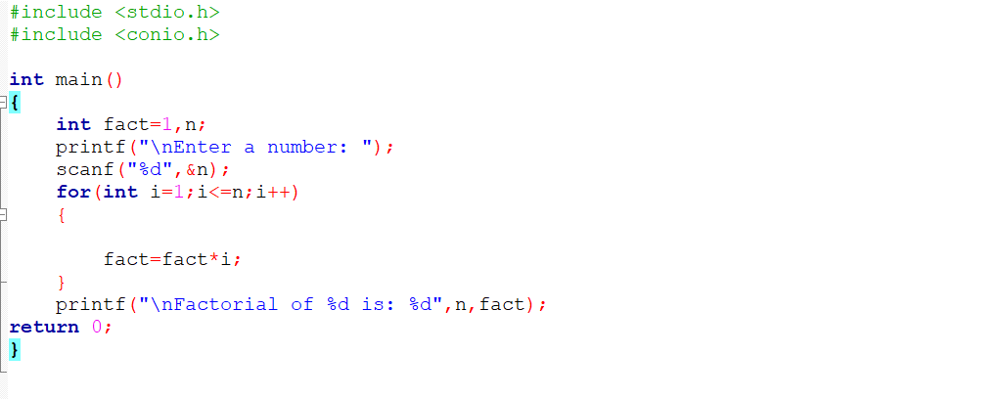 #include <stdio.h>
#include <conio.h>
int main()
{
int fact=1,n;
printf("\nEnter a number: ");
scanf("%d",&n);
for(int i=1;i<=n;i++)
{
fact=fact*i;
}
printf("\nFactorial of %d is: %d",n,fact);
return 0;
}